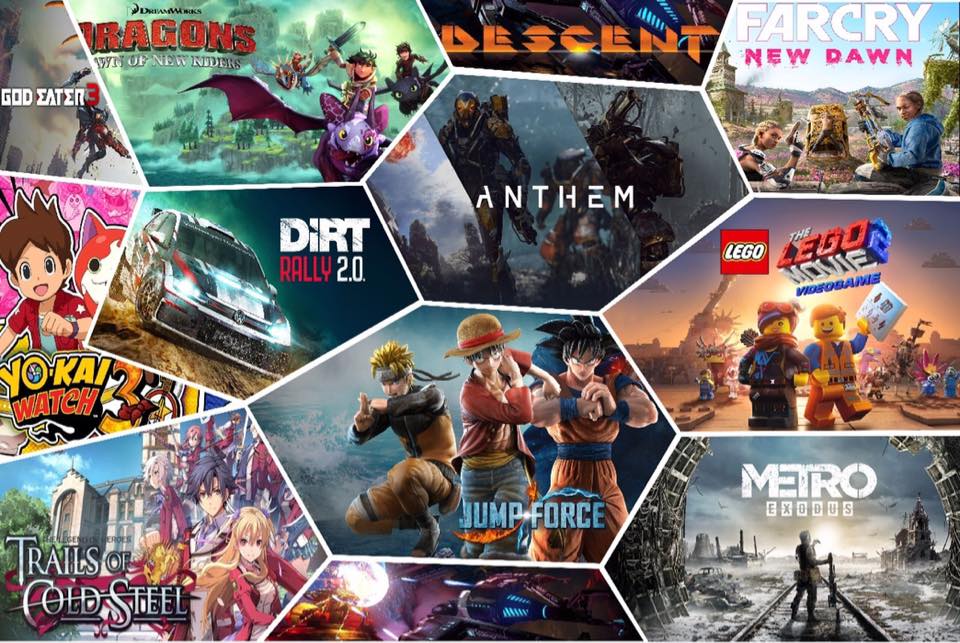 GOD EATER 3
DREAMWORKS
DRAGONS
DAWN OF NEW RIDERS
DESCENT
FARCRY
NEW DAWN
ANTHEM
DiRT
RALLY 2.0.
LEGO
THE
LEGO
MOVIE 2
VIDEOGAME
YO-KAI
WATCH 3
JUMP FORCE
METRO
EXODUS
THE LEGEND OF HEROES
TRAILS OF
COLD STEEL